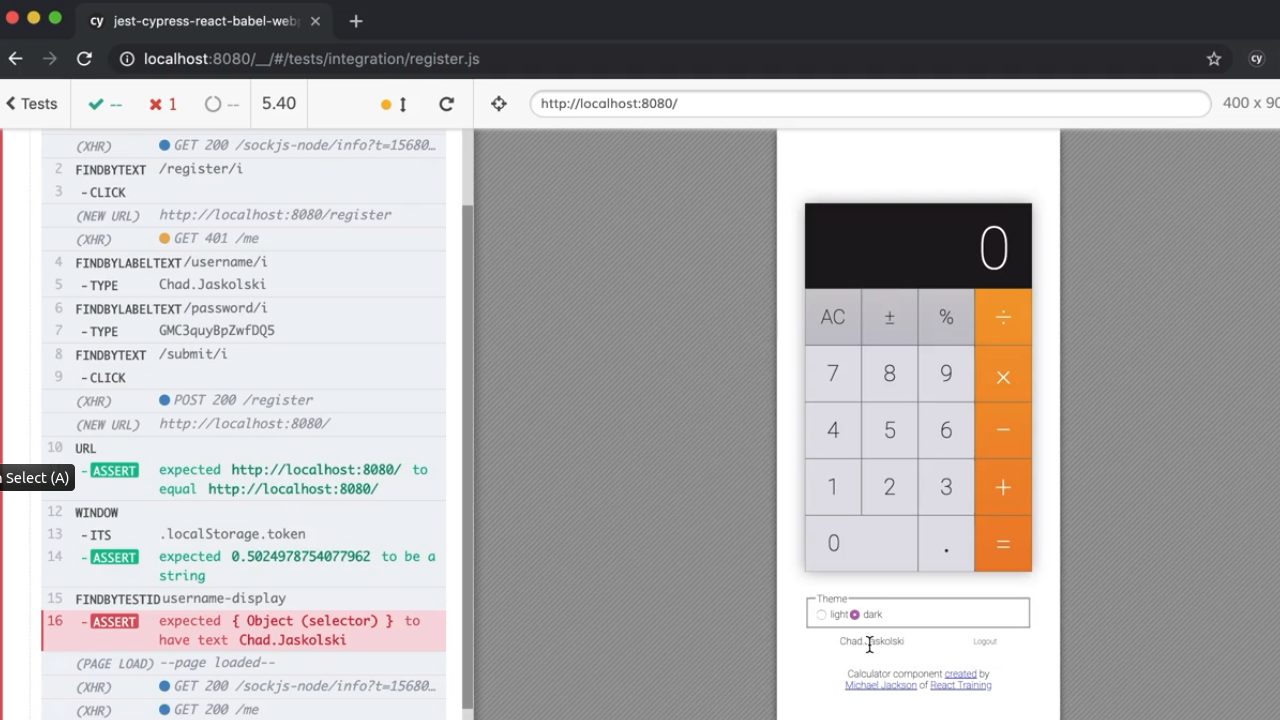 cy jest-cypress-react-babel-web
localhost:8080/__/#/tests/integration/register.js
cy
Tests
-- 1 -- 5.40
http://localhost:8080/
400 x 90
(XHR) GET 200 /sockjs-node/info?t=15680…
2 FINDBYTEXT /register/i
3 -CLICK
(NEW URL) http://localhost:8080/register
(XHR) GET 401 /me
4 FINDBYLABELTEXT /username/i
5 -TYPE Chad.Jaskolski
6 FINDBYLABELTEXT /password/i
7 -TYPE GMC3quyBpZwfDQ5
8 FINDBYTEXT /submit/i
9 -CLICK
(XHR) POST 200 /register
(NEW URL) http://localhost:8080/
10 URL
-ASSERT expected http://localhost:8080/ to
equal http://localhost:8080/
Select (A)
12 WINDOW
13 -ITS .localStorage.token
14 -ASSERT expected 0.5024978754077962 to be a
string
15 FINDBYTESTID username-display
16 -ASSERT expected { Object (selector) } to
have text Chad.Jaskolski
(PAGE LOAD) --page loaded--
(XHR) GET 200 /sockjs-node/info?t=15680…
(XHR) GET 200 /me
0
AC ± % ÷
7 8 9 ×
4 5 6 −
1 2 3 +
0 . =
Theme
light dark
Chad.Jaskolski Logout
Calculator component created by
Michael Jackson of React Training